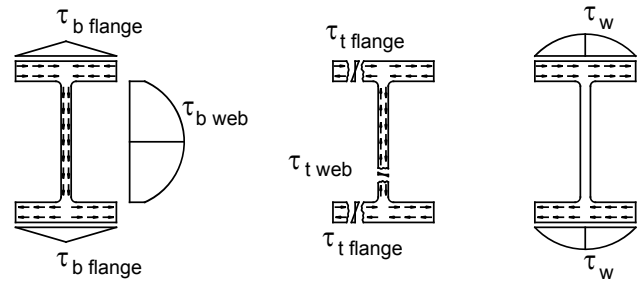 τb flange
τb web
τb flange
τt flange
τt web
τt flange
τw
τw